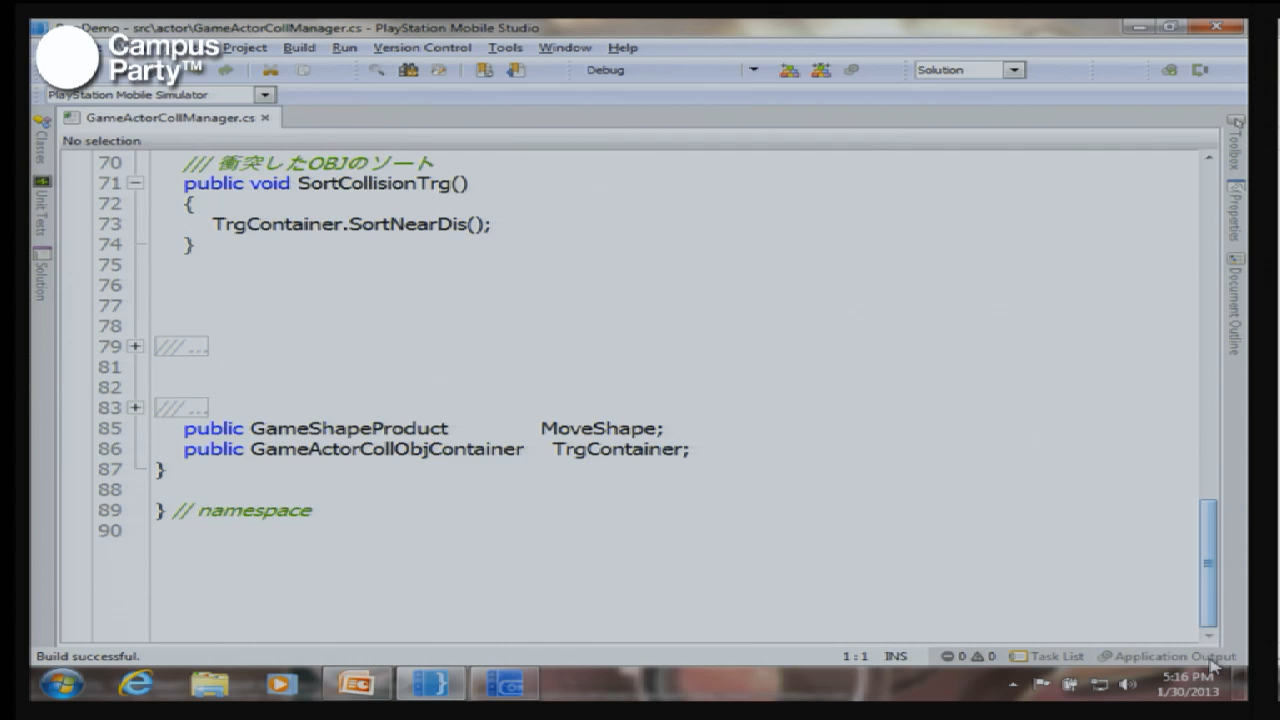 Demo - src\actor\GameActorCollManager.cs - PlayStation Mobile Studio
Campus
Party™
Project Build Run Version Control Tools Window Help
Debug
Solution
PlayStation Mobile Simulator
GameActorCollManager.cs ×
No selection
Classes
Unit Tests
Solution
Toolbox
Properties
Document Outline
70 /// 衝突したOBJのソート
71 public void SortCollisionTrg()
72 {
73 TrgContainer.SortNearDis();
74 }
75
76
77
78
79 /// ...
81
82
83 /// ...
85 public GameShapeProduct MoveShape;
86 public GameActorCollObjContainer TrgContainer;
87 }
88
89 } // namespace
90
Build successful.
1 : 1 INS 0 0 Task List Application Output
5:16 PM
1/30/2013